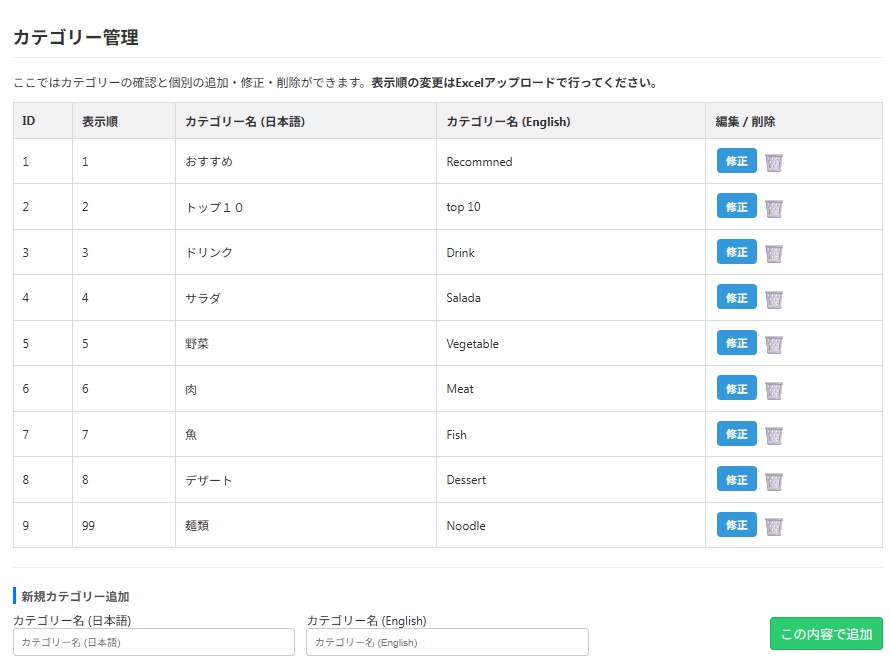 カテゴリー管理
ここではカテゴリーの確認と個別の追加・修正・削除ができます。表示順の変更はExcelアップロードで行ってください。
ID 表示順 カテゴリー名 (日本語) カテゴリー名 (English) 編集 / 削除
1 1 おすすめ Recommned 修正
2 2 トップ１０ top 10 修正
3 3 ドリンク Drink 修正
4 4 サラダ Salada 修正
5 5 野菜 Vegetable 修正
6 6 肉 Meat 修正
7 7 魚 Fish 修正
8 8 デザート Dessert 修正
9 99 麺類 Noodle 修正
新規カテゴリー追加
カテゴリー名 (日本語) カテゴリー名 (English)
カテゴリー名 (日本語) カテゴリー名 (English) この内容で追加